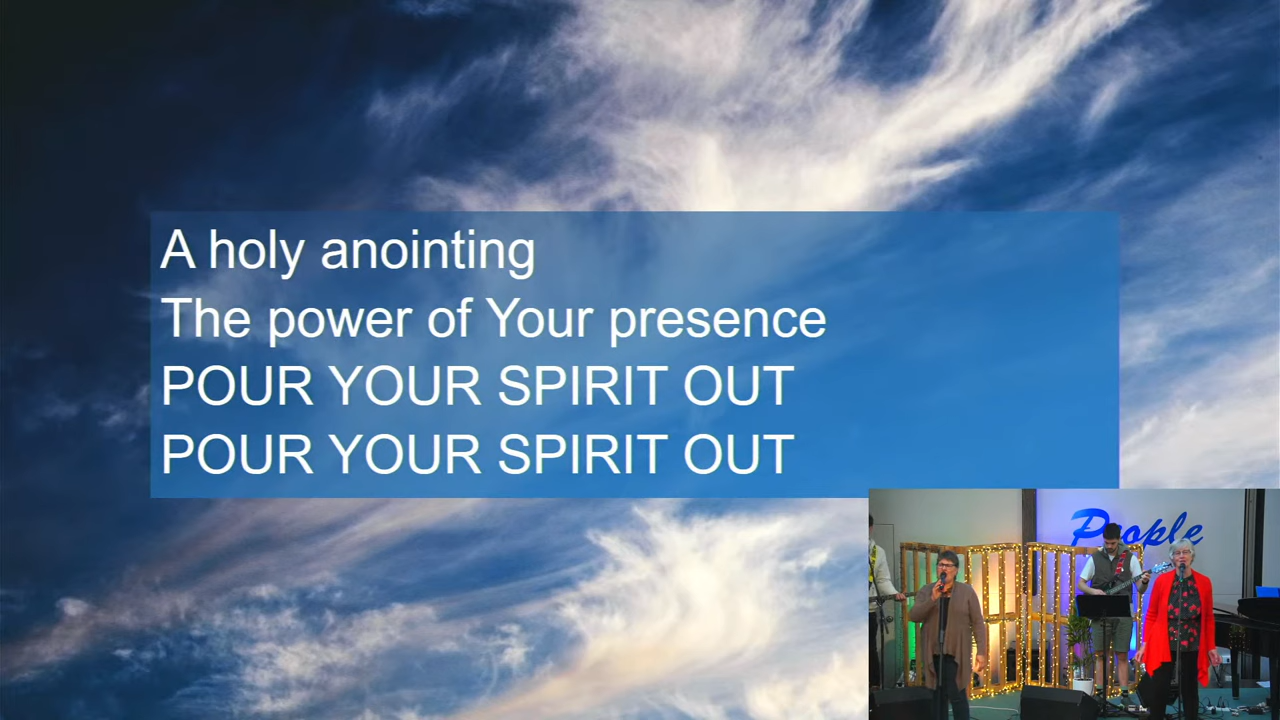 A holy anointing
The power of Your presence
POUR YOUR SPIRIT OUT
POUR YOUR SPIRIT OUT
People